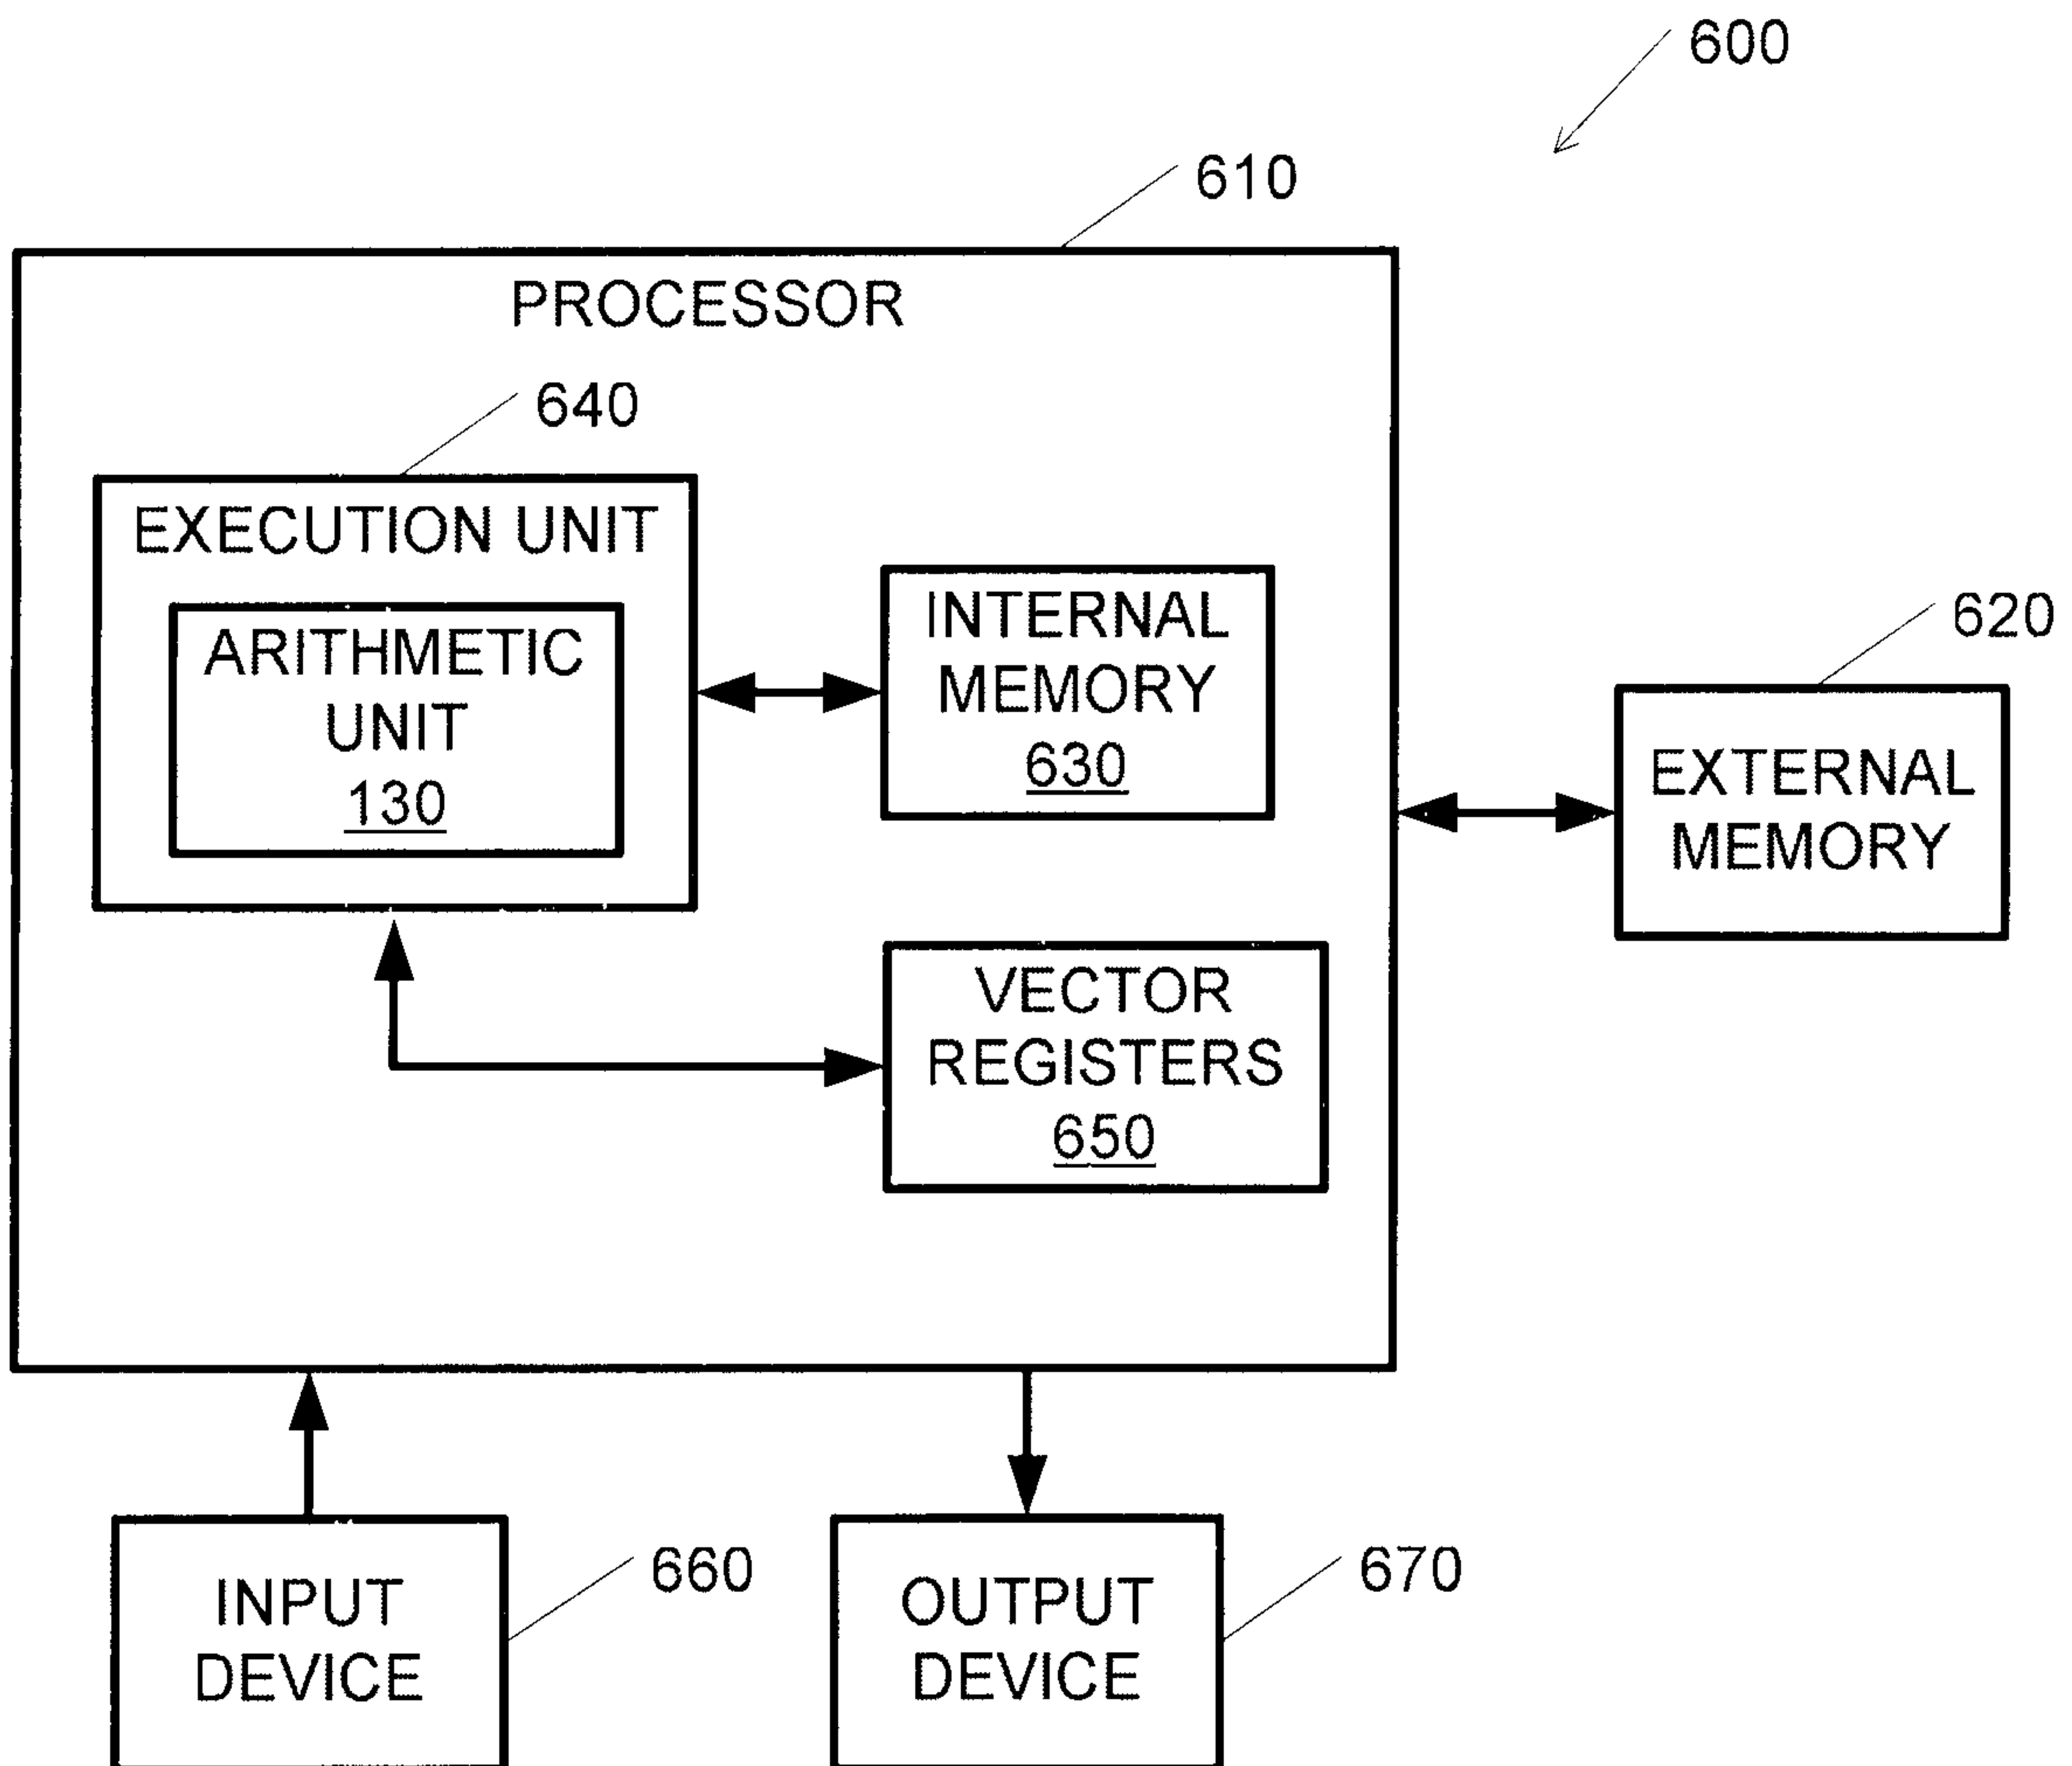 600
610
PROCESSOR
640
EXECUTION UNIT
ARITHMETIC
UNIT
130
INTERNAL
MEMORY
630
620
EXTERNAL
MEMORY
VECTOR
REGISTERS
650
INPUT
DEVICE
660
OUTPUT
DEVICE
670